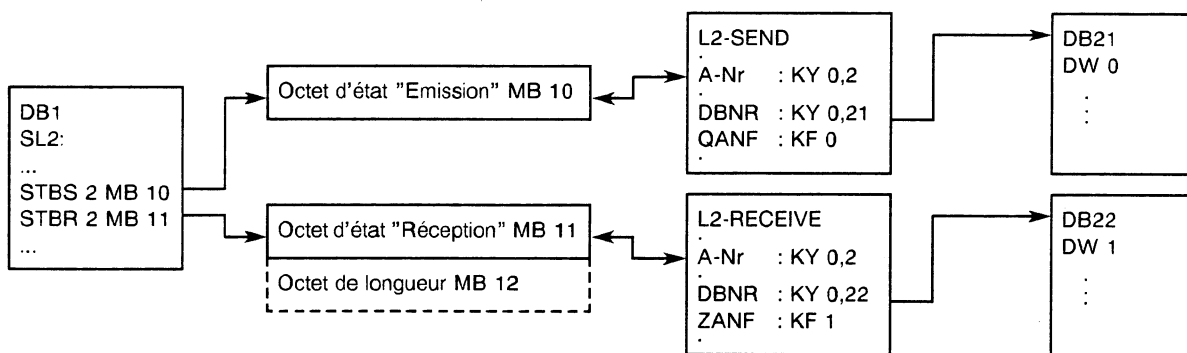 DB1
SL2:
...
STBS 2 MB 10
STBR 2 MB 11
...
Octet d'état "Emission" MB 10
Octet d'état "Réception" MB 11
Octet de longueur MB 12
L2-SEND
.
A-Nr : KY 0,2
.
DBNR : KY 0,21
QANF : KF 0
.
L2-RECEIVE
.
A-Nr : KY 0,2
.
DBNR : KY 0,22
ZANF : KF 1
.
DB21
DW 0
⋮
DB22
DW 1
⋮